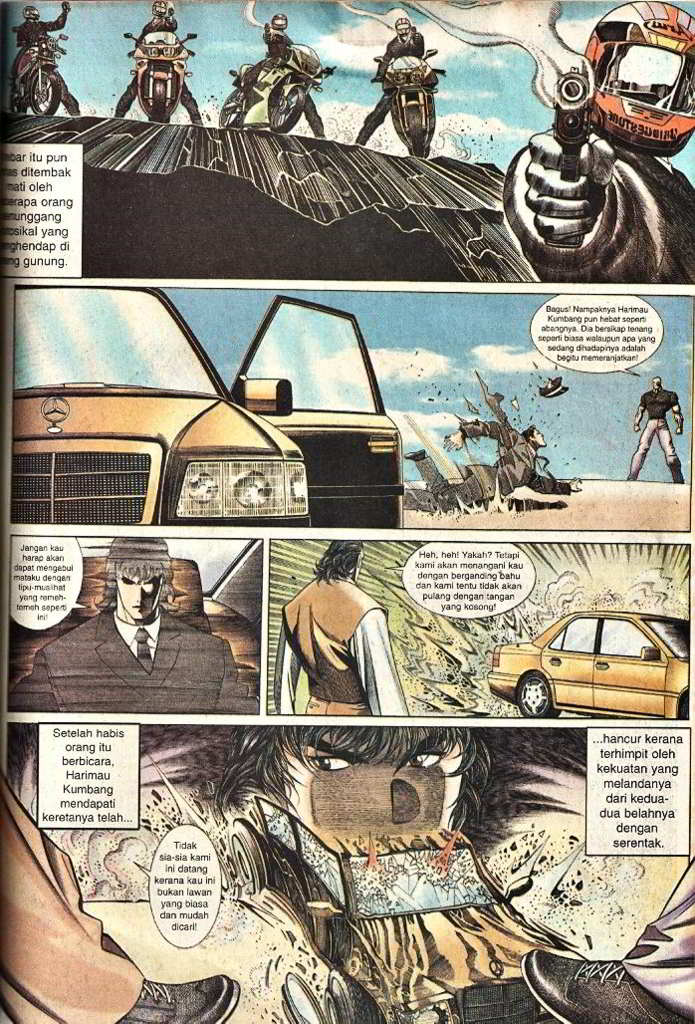 itu pun
ditembak
oleh
orang
yang
di
gunung.
Arai
BRIDGESTONE
Bagus! Nampaknya Harimau
Kumbang pun hebat seperti
abangnya. Dia bersikap tenang
seperti biasa walaupun apa yang
sedang dihadapinya adalah
begitu memeranjatkan!
Jangan kau
harap akan
dapat mengabui
mataku dengan
tipu-muslihat
yang remeh-
temeh seperti
ini!
Heh, heh! Yakah? Tetapi
kami akan menangani kau
dengan berganding bahu
dan kami tentu tidak akan
pulang dengan tangan
yang kosong!
Setelah habis
orang itu
berbicara,
Harimau
Kumbang
mendapati
keretanya telah...
...hancur kerana
terhimpit oleh
kekuatan yang
melandanya
dari kedua-
dua belahnya
dengan
serentak.
Tidak
sia-sia kami
ini datang
kerana kau ini
bukan lawan
yang biasa
dan mudah
dicari!